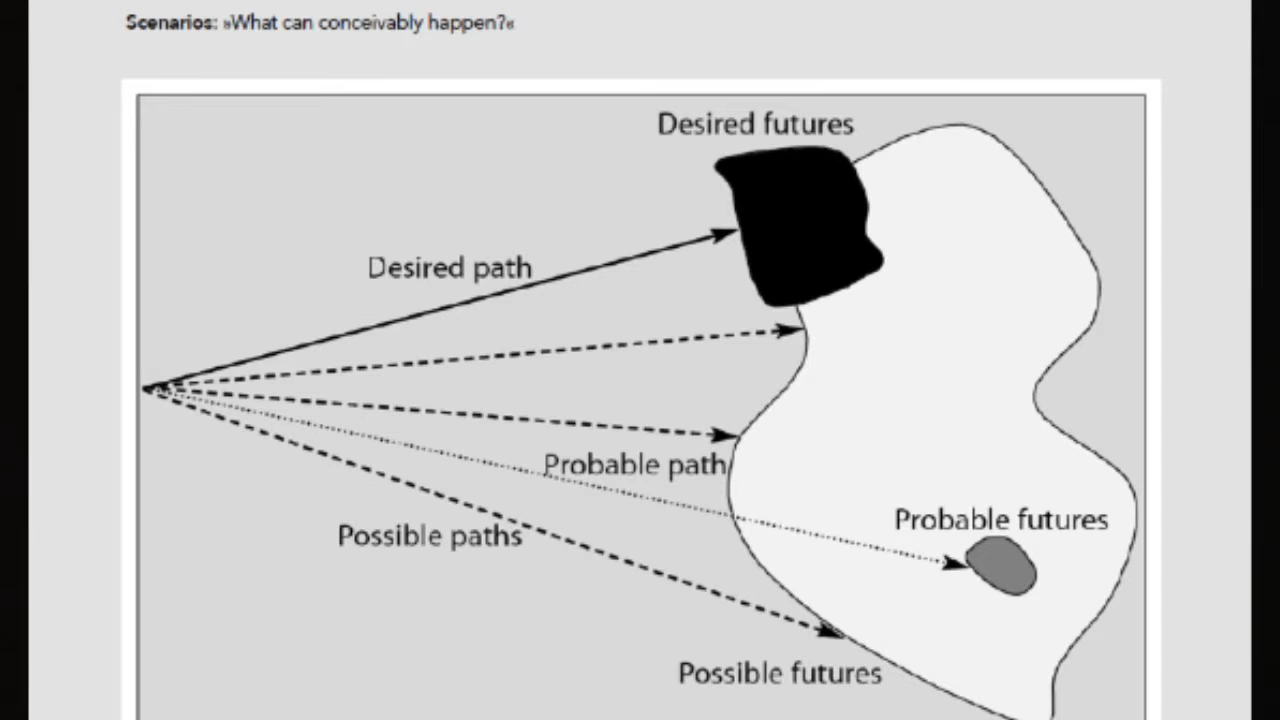 Scenarios: »What can conceivably happen?«
Desired futures
Desired path
Probable path
Probable futures
Possible paths
Possible futures